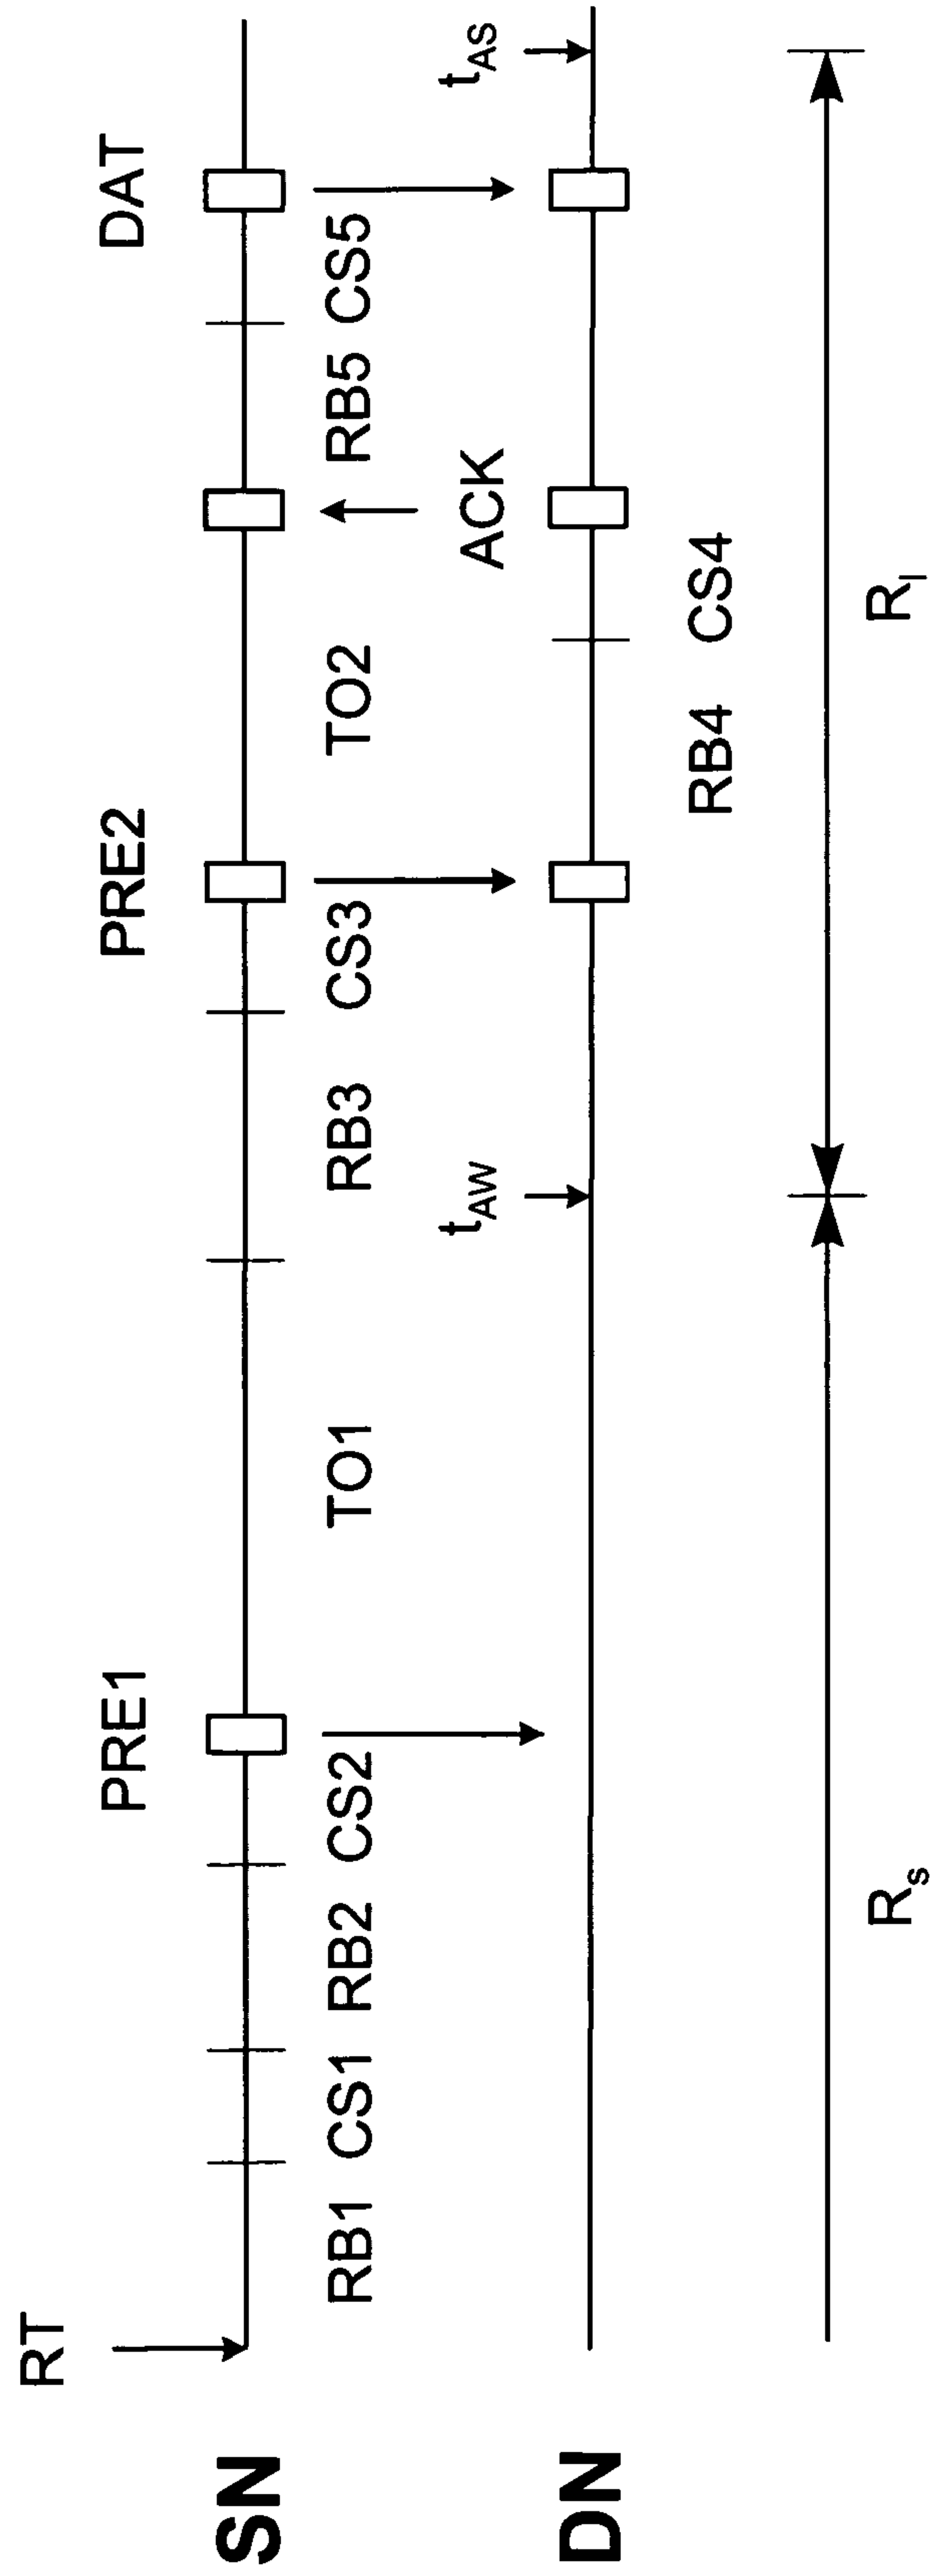 RT
PRE1
PRE2
DAT
SN
RB1 CS1 RB2 CS2
TO1
RB3
CS3
TO2
RB5 CS5
ACK
tAW
tAS
DN
RB4 CS4
Rs
Rl